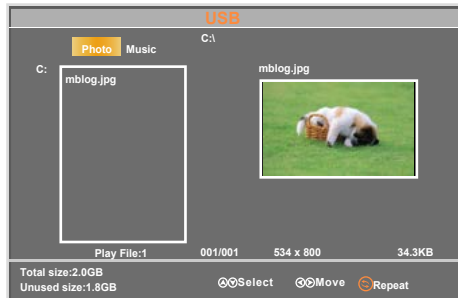 USB
Photo Music C:\
C: mblog.jpg
mblog.jpg
Play File:1 001/001 534 x 800 34.3KB
Total size:2.0GB
Unused size:1.8GB
Select Move Repeat